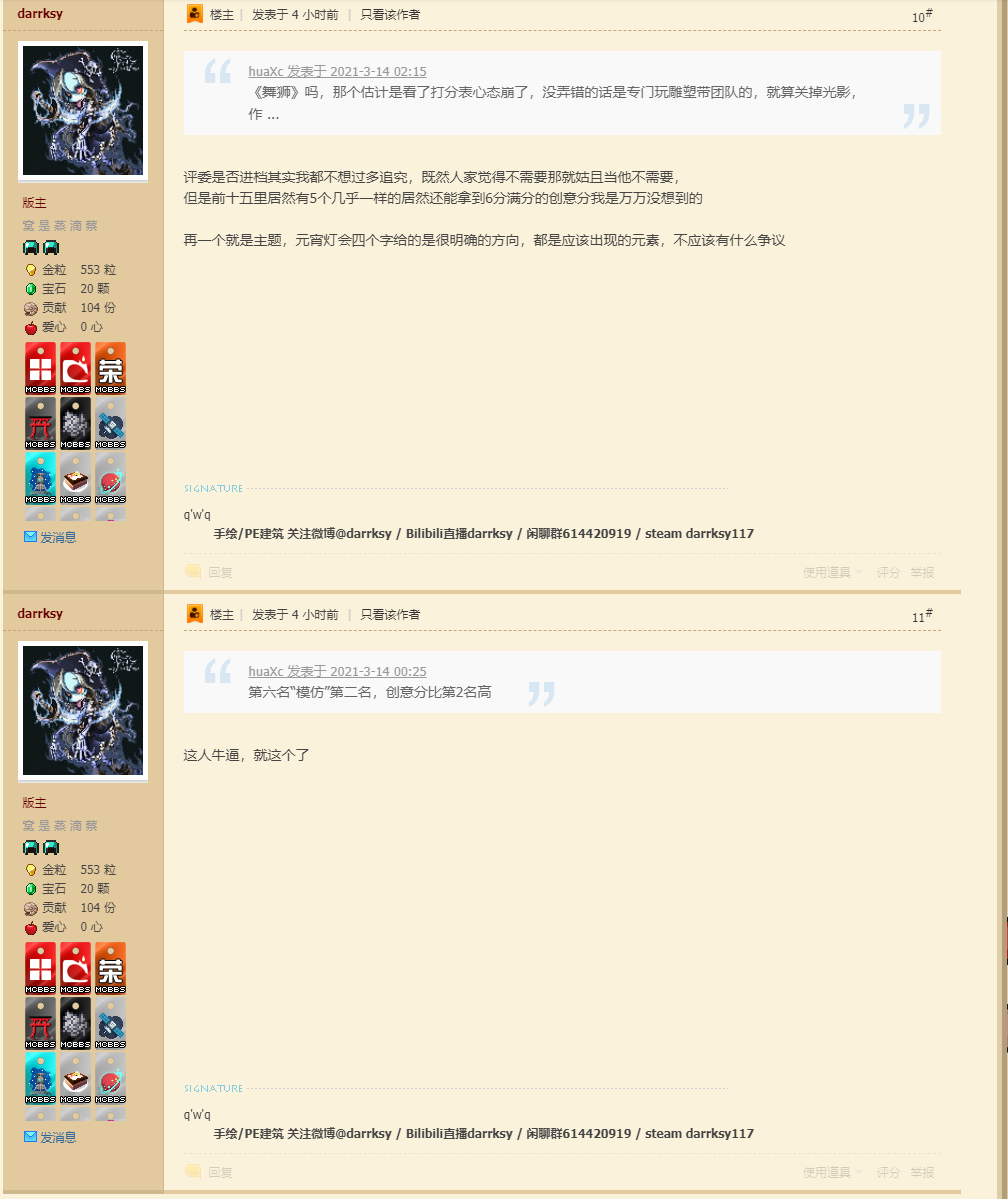 darrksy
楼主 | 发表于 4 小时前 | 只看该作者
10#
huaXc 发表于 2021-3-14 02:15
《舞狮》吗，那个估计是看了打分表心态崩了，没弄错的话是专门玩雕塑带团队的，就算关掉光影，
作 ...
评委是否进档其实我都不想过多追究，既然人家觉得不需要那就姑且当他不需要，
但是前十五里居然有5个几乎一样的居然还能拿到6分满分的创意分我是万万没想到的
再一个就是主题，元宵灯会四个字给的是很明确的方向，都是应该出现的元素，不应该有什么争议
版主
窝是蒸滴蔡
金粒 553 粒
宝石 20 颗
贡献 104 份
爱心 0 心
荣
MCBBS MCBBS MCBBS
MCBBS MCBBS MCBBS
MCBBS MCBBS MCBBS
发消息
SIGNATURE
q'w'q
手绘/PE建筑 关注微博@darrksy / Bilibili直播darrksy / 闲聊群614420919 / steam darrksy117
回复
使用道具 评分 举报
darrksy
楼主 | 发表于 4 小时前 | 只看该作者
11#
huaXc 发表于 2021-3-14 00:25
第六名“模仿”第二名，创意分比第2名高
这人牛逼，就这个了
版主
窝是蒸滴蔡
金粒 553 粒
宝石 20 颗
贡献 104 份
爱心 0 心
荣
MCBBS MCBBS MCBBS
MCBBS MCBBS MCBBS
MCBBS MCBBS MCBBS
发消息
SIGNATURE
q'w'q
手绘/PE建筑 关注微博@darrksy / Bilibili直播darrksy / 闲聊群614420919 / steam darrksy117
回复
使用道具 评分 举报